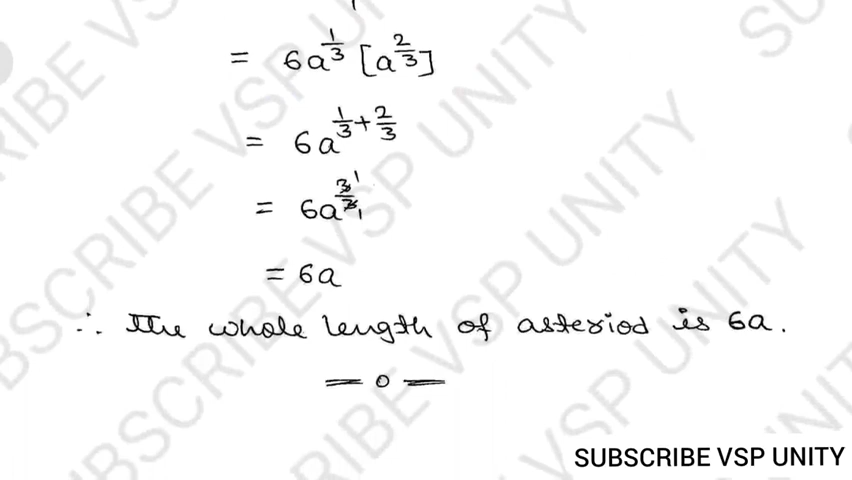 = 6a^{1/3} [a^{2/3}]
= 6a^{1/3 + 2/3}
= 6a^{3/3}
= 6a
∴ The whole length of asteriod is 6a.
— 0 —
SUBSCRIBE VSP UNITY